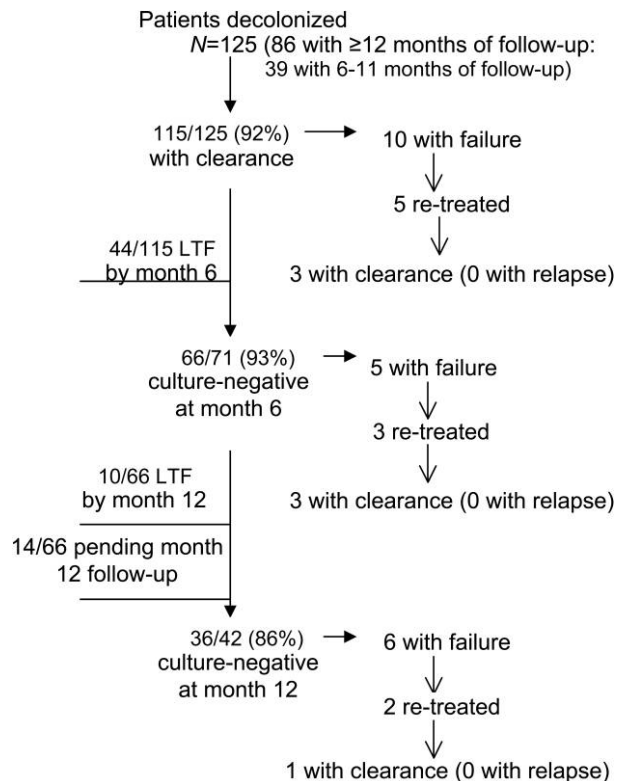 Patients decolonized
N=125 (86 with ≥12 months of follow-up:
39 with 6-11 months of follow-up)
115/125 (92%)
with clearance
10 with failure
5 re-treated
3 with clearance (0 with relapse)
44/115 LTF
by month 6
66/71 (93%)
culture-negative
at month 6
5 with failure
3 re-treated
3 with clearance (0 with relapse)
10/66 LTF
by month 12
14/66 pending month
12 follow-up
36/42 (86%)
culture-negative
at month 12
6 with failure
2 re-treated
1 with clearance (0 with relapse)